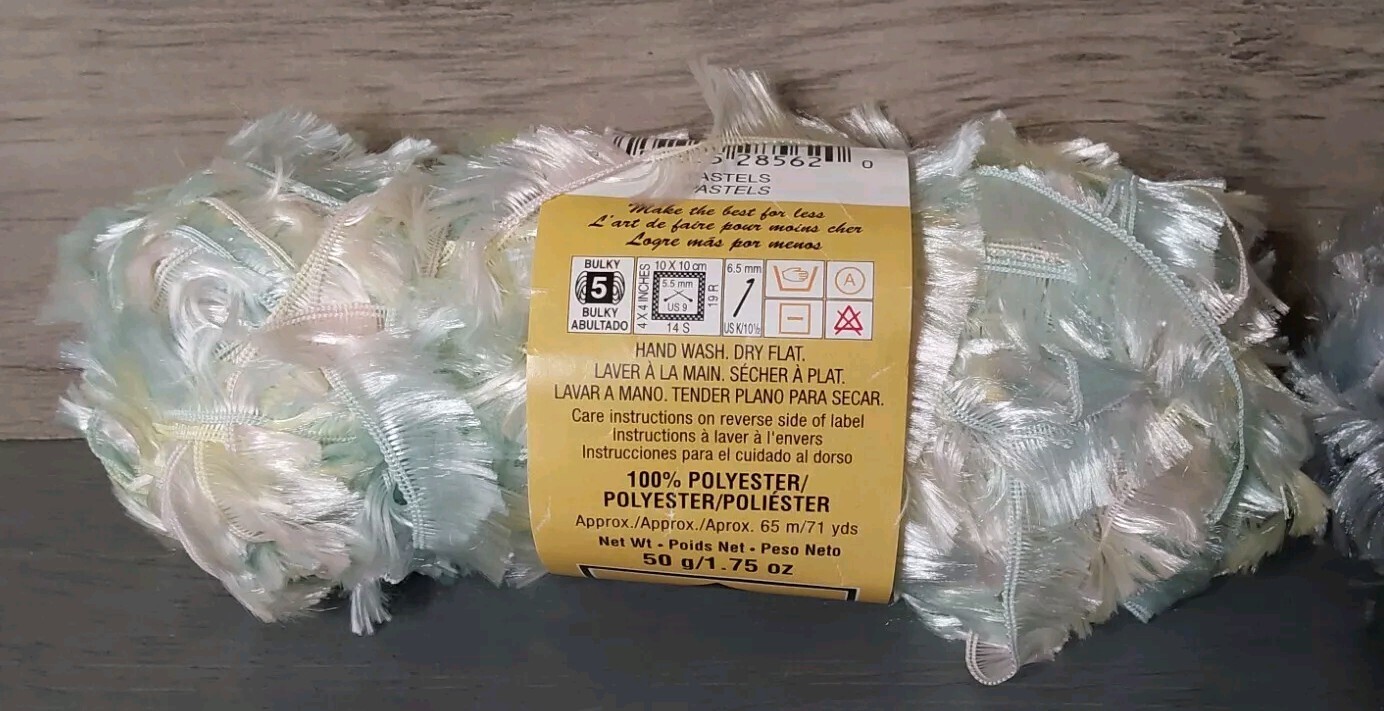 28562 0
ASTELS
ASTELS
Make the best for less
L'art de faire pour moins cher
Logre más por menos
BULKY
5
BULKY
ABULTADO
4 X 4 INCHES
10 X 10 cm
5.5 mm
US 9
19 R
14 S
6.5 mm
US K/10½
A
HAND WASH. DRY FLAT.
LAVER À LA MAIN. SÉCHER À PLAT.
LAVAR A MANO. TENDER PLANO PARA SECAR.
Care instructions on reverse side of label
Instructions à laver à l'envers
Instrucciones para el cuidado al dorso
100% POLYESTER/
POLYESTER/POLIÉSTER
Approx./Approx./Aprox. 65 m/71 yds
Net Wt • Poids Net • Peso Neto
50 g/1.75 oz